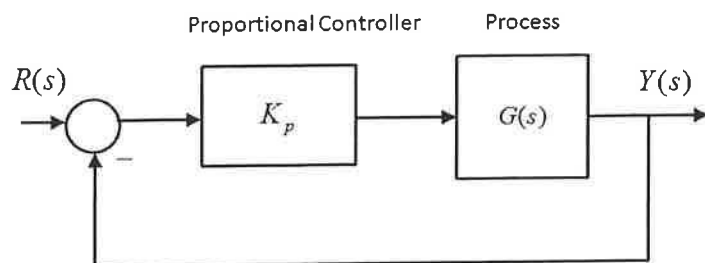 Proportional Controller Process
R(s) Y(s)
K_p G(s)
−